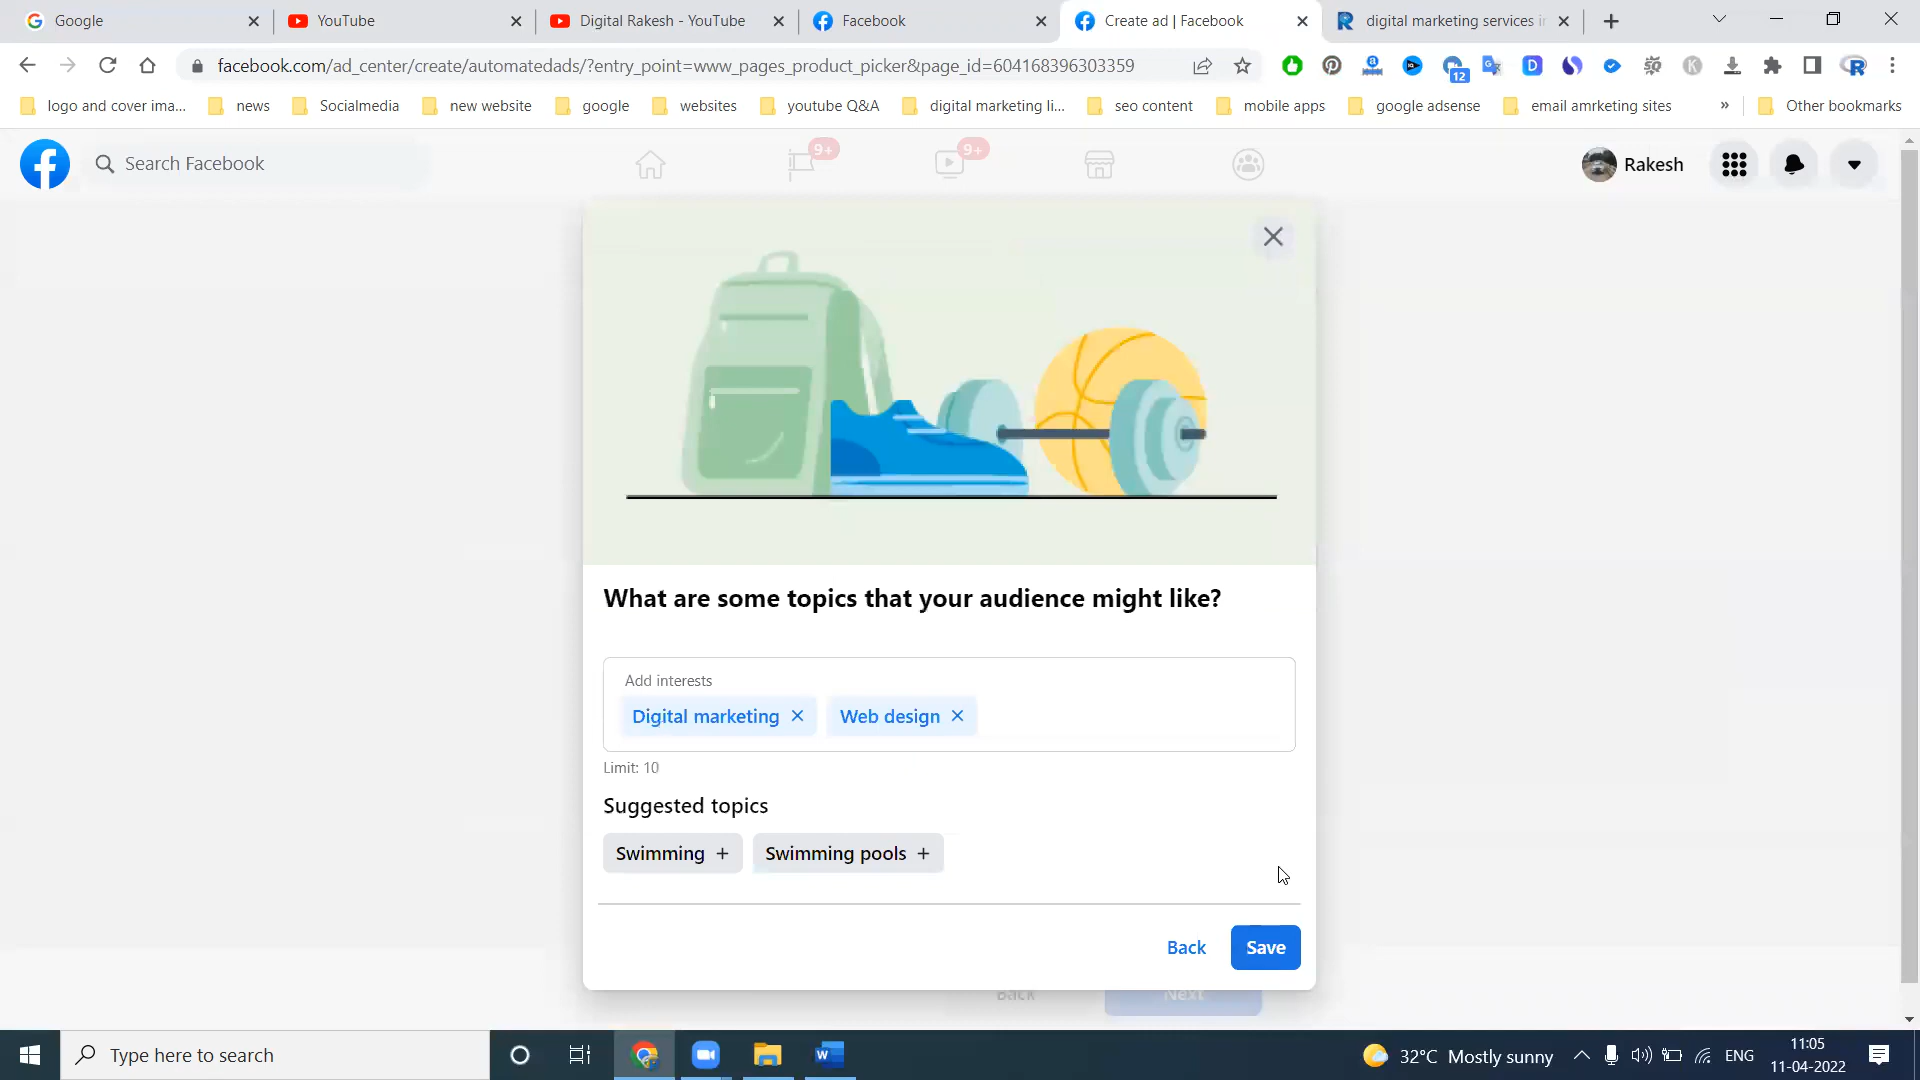 Google
YouTube
Digital Rakesh - YouTube
Facebook
Create ad | Facebook
digital marketing services in
facebook.com/ad_center/create/automatedads/?entry_point=www_pages_product_picker&page_id=604168396303359
12
logo and cover ima...
news
Socialmedia
new website
google
websites
youtube Q&A
digital marketing li...
seo content
mobile apps
google adsense
email amrketing sites
»
Other bookmarks
Search Facebook
9+
9+
Rakesh
What are some topics that your audience might like?
Add interests
Digital marketing
Web design
Limit: 10
Suggested topics
Swimming +
Swimming pools +
Back
Save
Back
Next
Type here to search
32°C Mostly sunny
ENG
11:05
11-04-2022